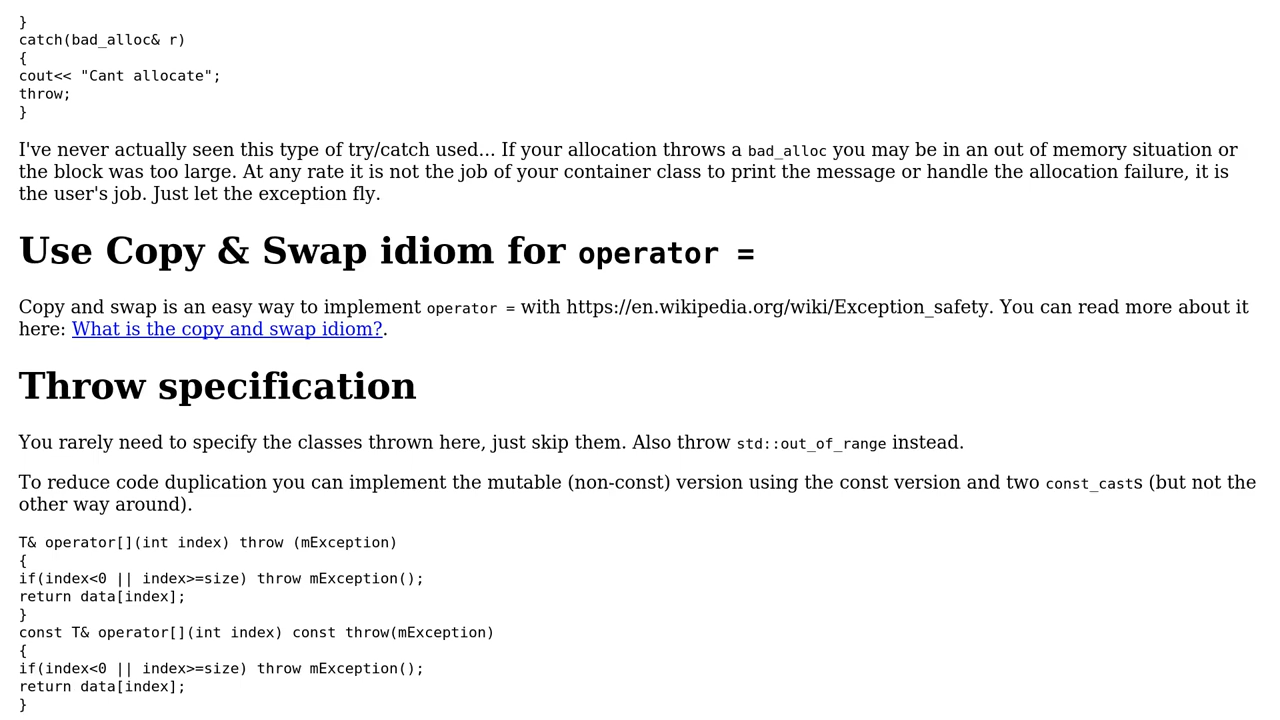 }
catch(bad_alloc& r)
{
cout<< "Cant allocate";
throw;
}
I've never actually seen this type of try/catch used... If your allocation throws a bad_alloc you may be in an out of memory situation or
the block was too large. At any rate it is not the job of your container class to print the message or handle the allocation failure, it is
the user's job. Just let the exception fly.
Use Copy & Swap idiom for operator =
Copy and swap is an easy way to implement operator = with https://en.wikipedia.org/wiki/Exception_safety. You can read more about it
here: What is the copy and swap idiom?.
Throw specification
You rarely need to specify the classes thrown here, just skip them. Also throw std::out_of_range instead.
To reduce code duplication you can implement the mutable (non-const) version using the const version and two const_casts (but not the
other way around).
T& operator[](int index) throw (mException)
{
if(index<0 || index>=size) throw mException();
return data[index];
}
const T& operator[](int index) const throw(mException)
{
if(index<0 || index>=size) throw mException();
return data[index];
}